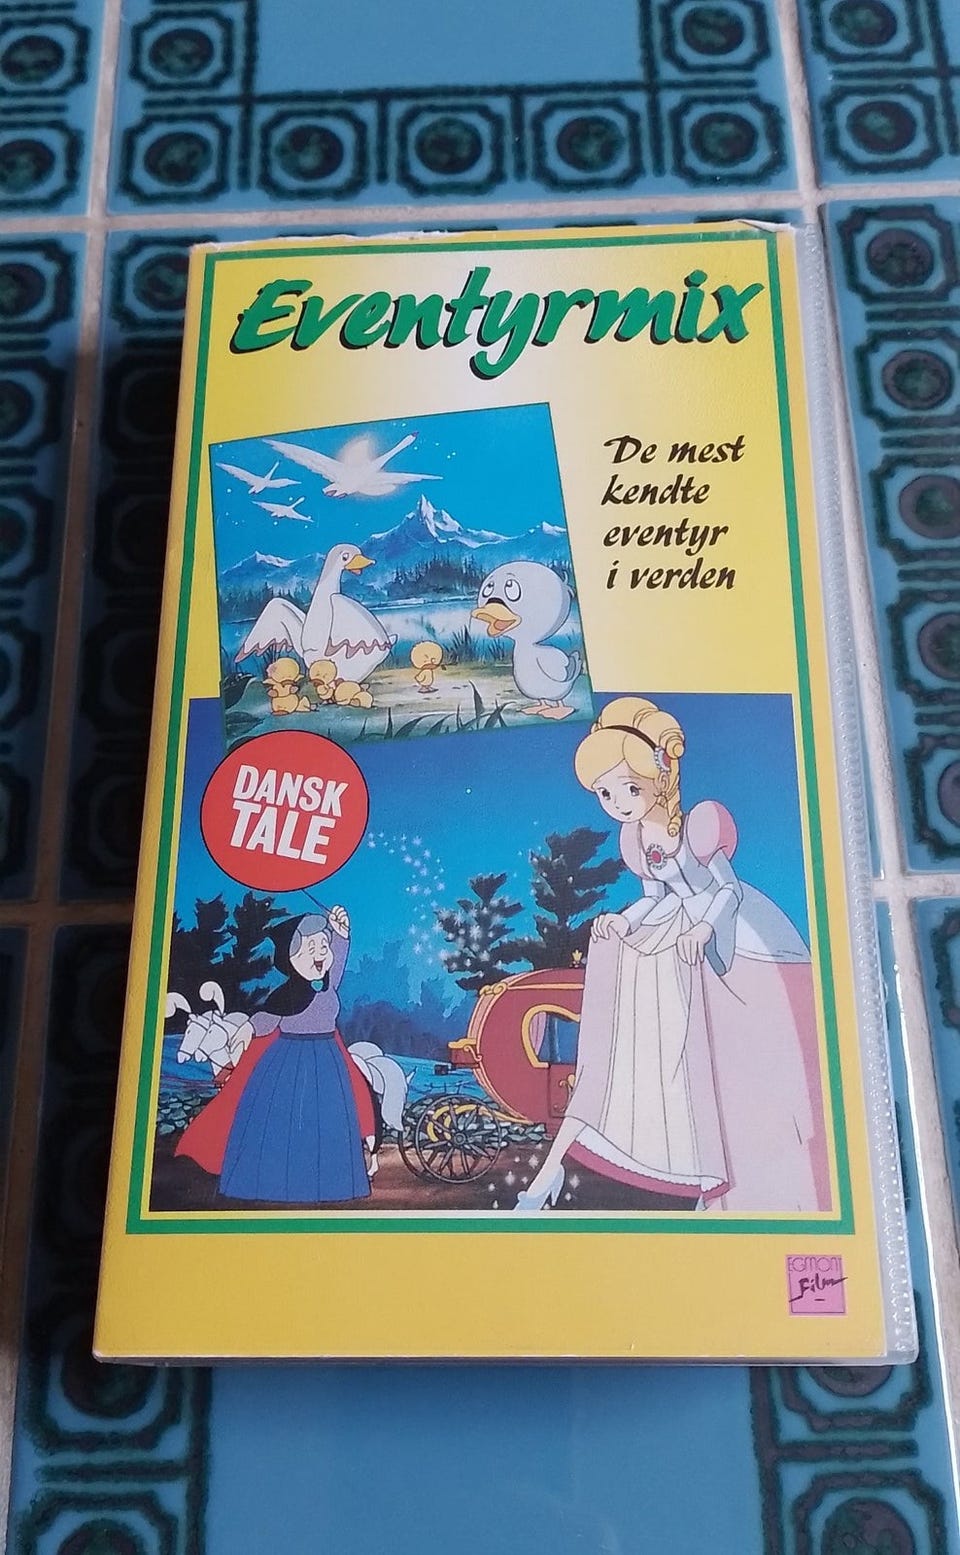 Eventyrmix
De mest
kendte
eventyr
i verden
DANSK
TALE
EGMONT
Film